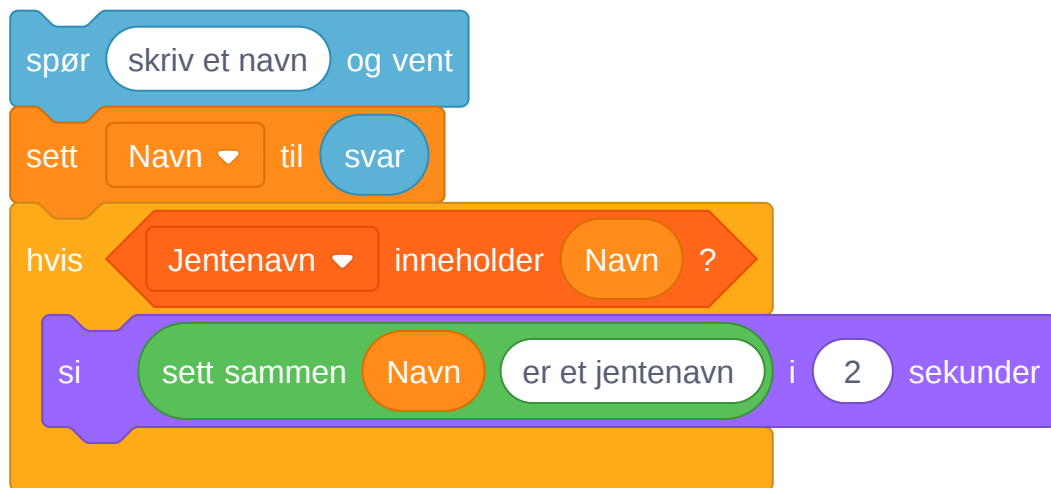 spør skriv et navn og vent
sett Navn til svar
hvis Jentenavn inneholder Navn ?
si sett sammen Navn er et jentenavn i 2 sekunder